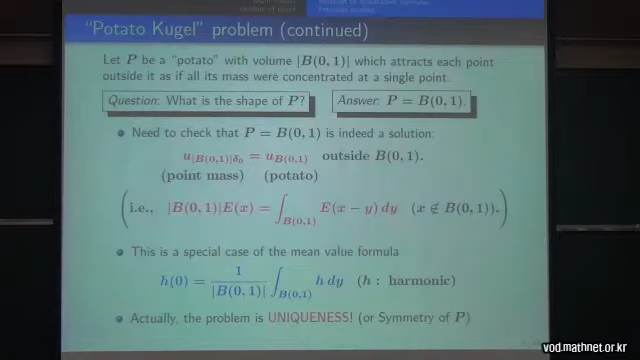 "Potato Kugel" problem (continued)
Let P be a "potato" with volume |B(0,1)| which attracts each point
outside it as if all its mass were concentrated at a single point.
Question: What is the shape of P?
Answer: P = B(0,1).
• Need to check that P = B(0,1) is indeed a solution:
u_{|B(0,1)|δ_0} = u_{B(0,1)} outside B(0,1).
(point mass) (potato)
(i.e., |B(0,1)|E(x) = ∫_{B(0,1)} E(x − y) dy (x ∉ B(0,1)).)
• This is a special case of the mean value formula
h(0) = 1/|B(0,1)| ∫_{B(0,1)} h dy (h : harmonic)
• Actually, the problem is UNIQUENESS! (or Symmetry of P)
vod.mathnet.or.kr